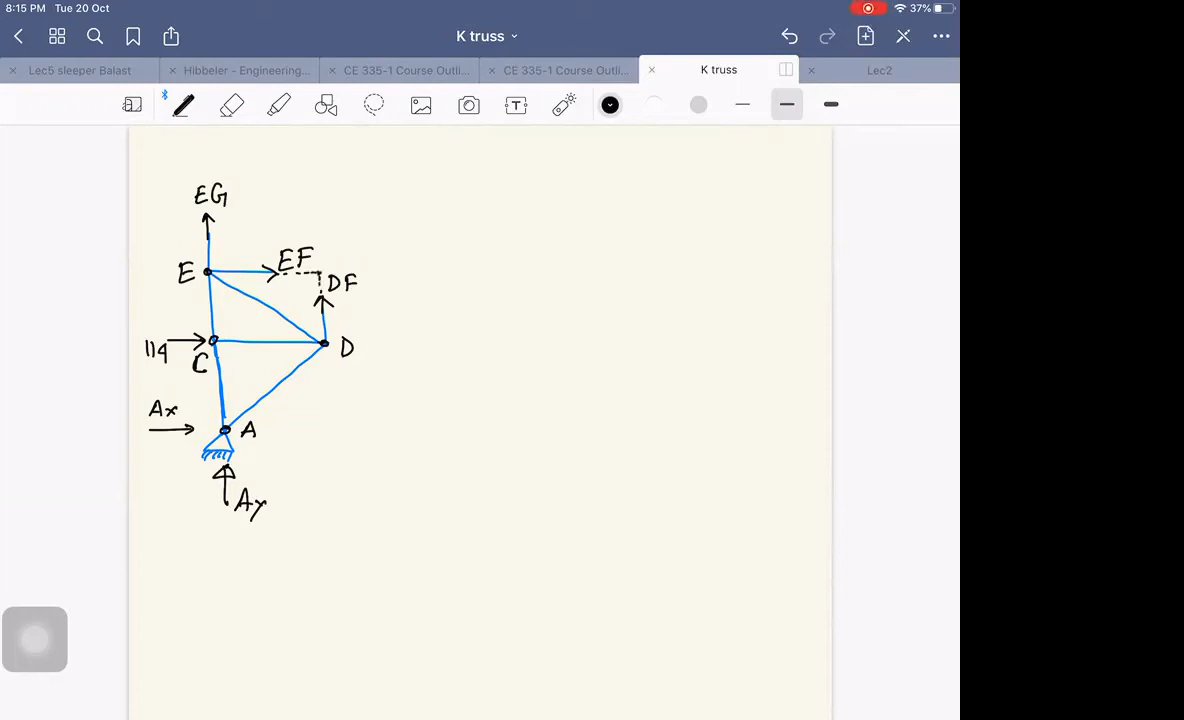 8:15 PM Tue 20 Oct
37%
K truss
Lec5 sleeper Balast
Hibbeler - Engineering...
CE 335-1 Course Outli...
CE 335-1 Course Outli...
K truss
Lec2
T
EG
E
EF
DF
114
C
D
Ax
A
Ay